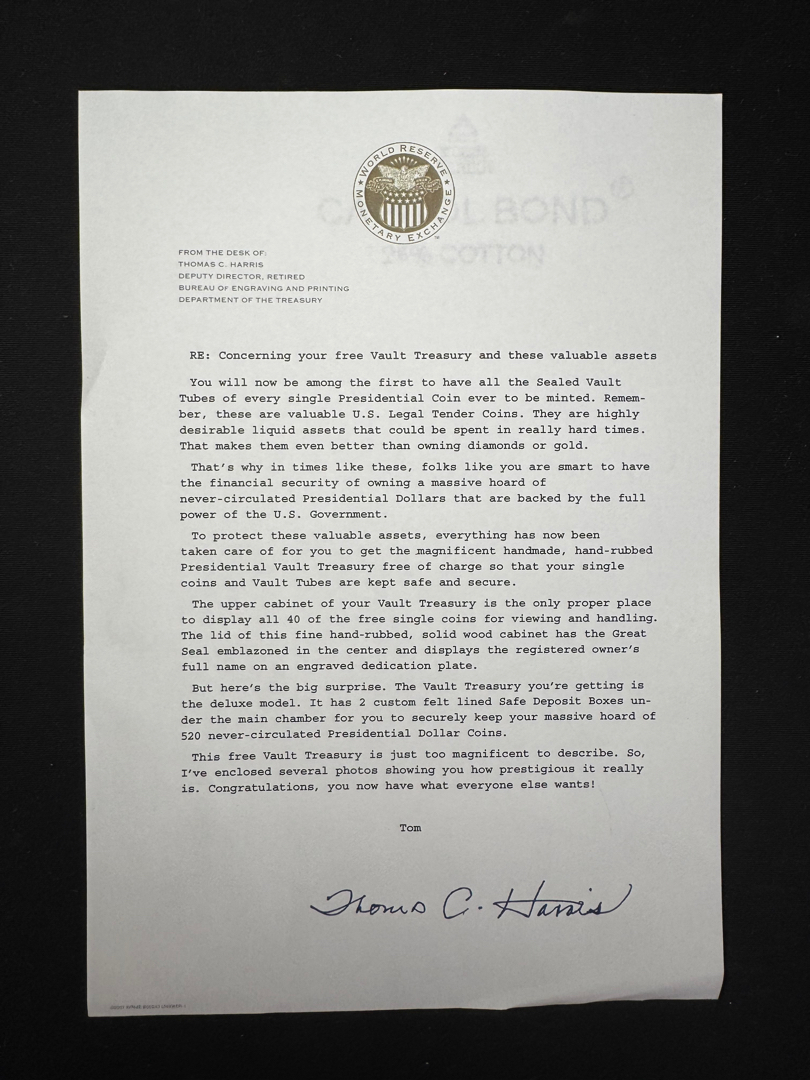 WORLD RESERVE
MONETARY EXCHANGE
BOND
COTTON
FROM THE DESK OF:
THOMAS C. HARRIS
DEPUTY DIRECTOR, RETIRED
BUREAU OF ENGRAVING AND PRINTING
DEPARTMENT OF THE TREASURY
RE: Concerning your free Vault Treasury and these valuable assets
You will now be among the first to have all the Sealed Vault
Tubes of every single Presidential Coin ever to be minted. Remem-
ber, these are valuable U.S. Legal Tender Coins. They are highly
desirable liquid assets that could be spent in really hard times.
That makes them even better than owning diamonds or gold.
That's why in times like these, folks like you are smart to have
the financial security of owning a massive hoard of
never-circulated Presidential Dollars that are backed by the full
power of the U.S. Government.
To protect these valuable assets, everything has now been
taken care of for you to get the magnificent handmade, hand-rubbed
Presidential Vault Treasury free of charge so that your single
coins and Vault Tubes are kept safe and secure.
The upper cabinet of your Vault Treasury is the only proper place
to display all 40 of the free single coins for viewing and handling.
The lid of this fine hand-rubbed, solid wood cabinet has the Great
Seal emblazoned in the center and displays the registered owner's
full name on an engraved dedication plate.
But here's the big surprise. The Vault Treasury you're getting is
the deluxe model. It has 2 custom felt lined Safe Deposit Boxes un-
der the main chamber for you to securely keep your massive hoard of
520 never-circulated Presidential Dollar Coins.
This free Vault Treasury is just too magnificent to describe. So,
I've enclosed several photos showing you how prestigious it really
is. Congratulations, you now have what everyone else wants!
Tom
Thomas C. Harris